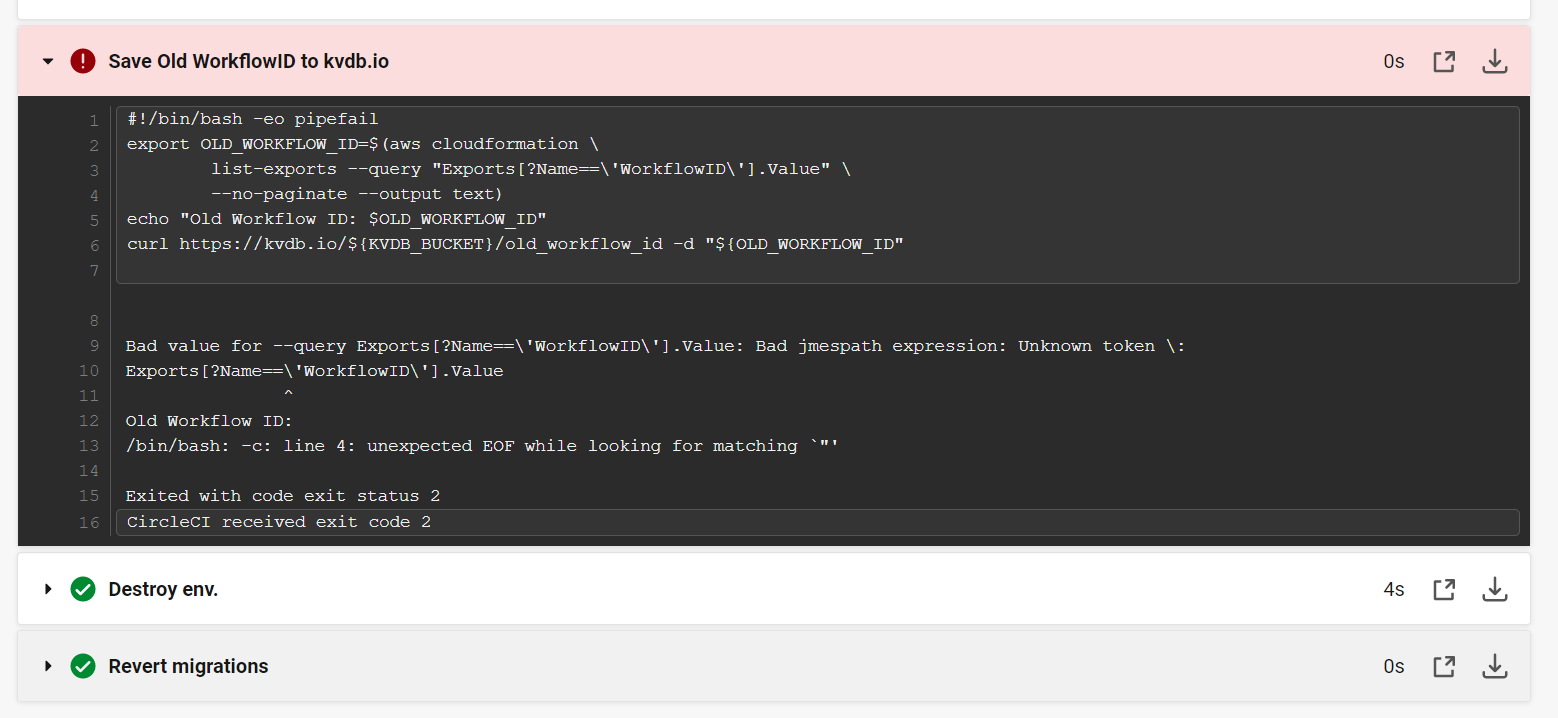 Save Old WorkflowID to kvdb.io 0s
1 #!/bin/bash -eo pipefail
2 export OLD_WORKFLOW_ID=$(aws cloudformation \
3         list-exports --query "Exports[?Name==\'WorkflowID\'].Value" \
4         --no-paginate --output text)
5 echo "Old Workflow ID: $OLD_WORKFLOW_ID"
6 curl https://kvdb.io/${KVDB_BUCKET}/old_workflow_id -d "${OLD_WORKFLOW_ID}"
7
8
9 Bad value for --query Exports[?Name==\'WorkflowID\'].Value: Bad jmespath expression: Unknown token \:
10 Exports[?Name==\'WorkflowID\'].Value
11                ^
12 Old Workflow ID:
13 /bin/bash: -c: line 4: unexpected EOF while looking for matching `"'
14
15 Exited with code exit status 2
16 CircleCI received exit code 2
Destroy env. 4s
Revert migrations 0s